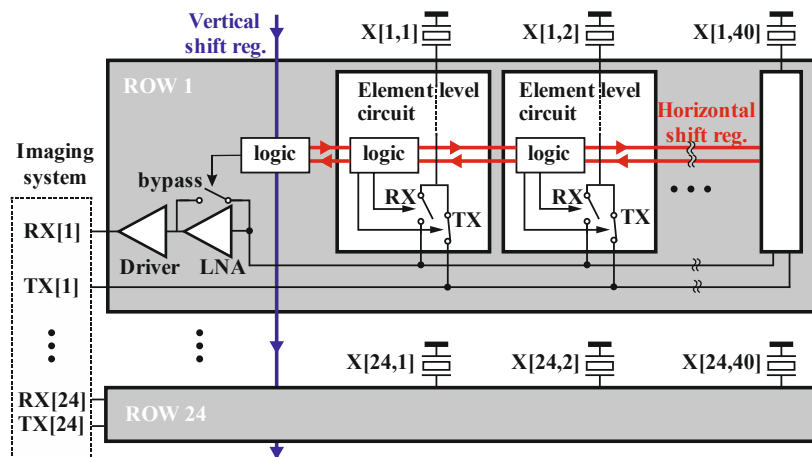 Vertical
shift reg.
X[1,1]
X[1,2]
X[1,40]
ROW 1
Element level
circuit
Element level
circuit
Horizontal
shift reg.
Imaging
system
logic
logic
logic
bypass
RX
TX
RX
TX
RX[1]
Driver
LNA
TX[1]
X[24,1]
X[24,2]
X[24,40]
RX[24]
TX[24]
ROW 24